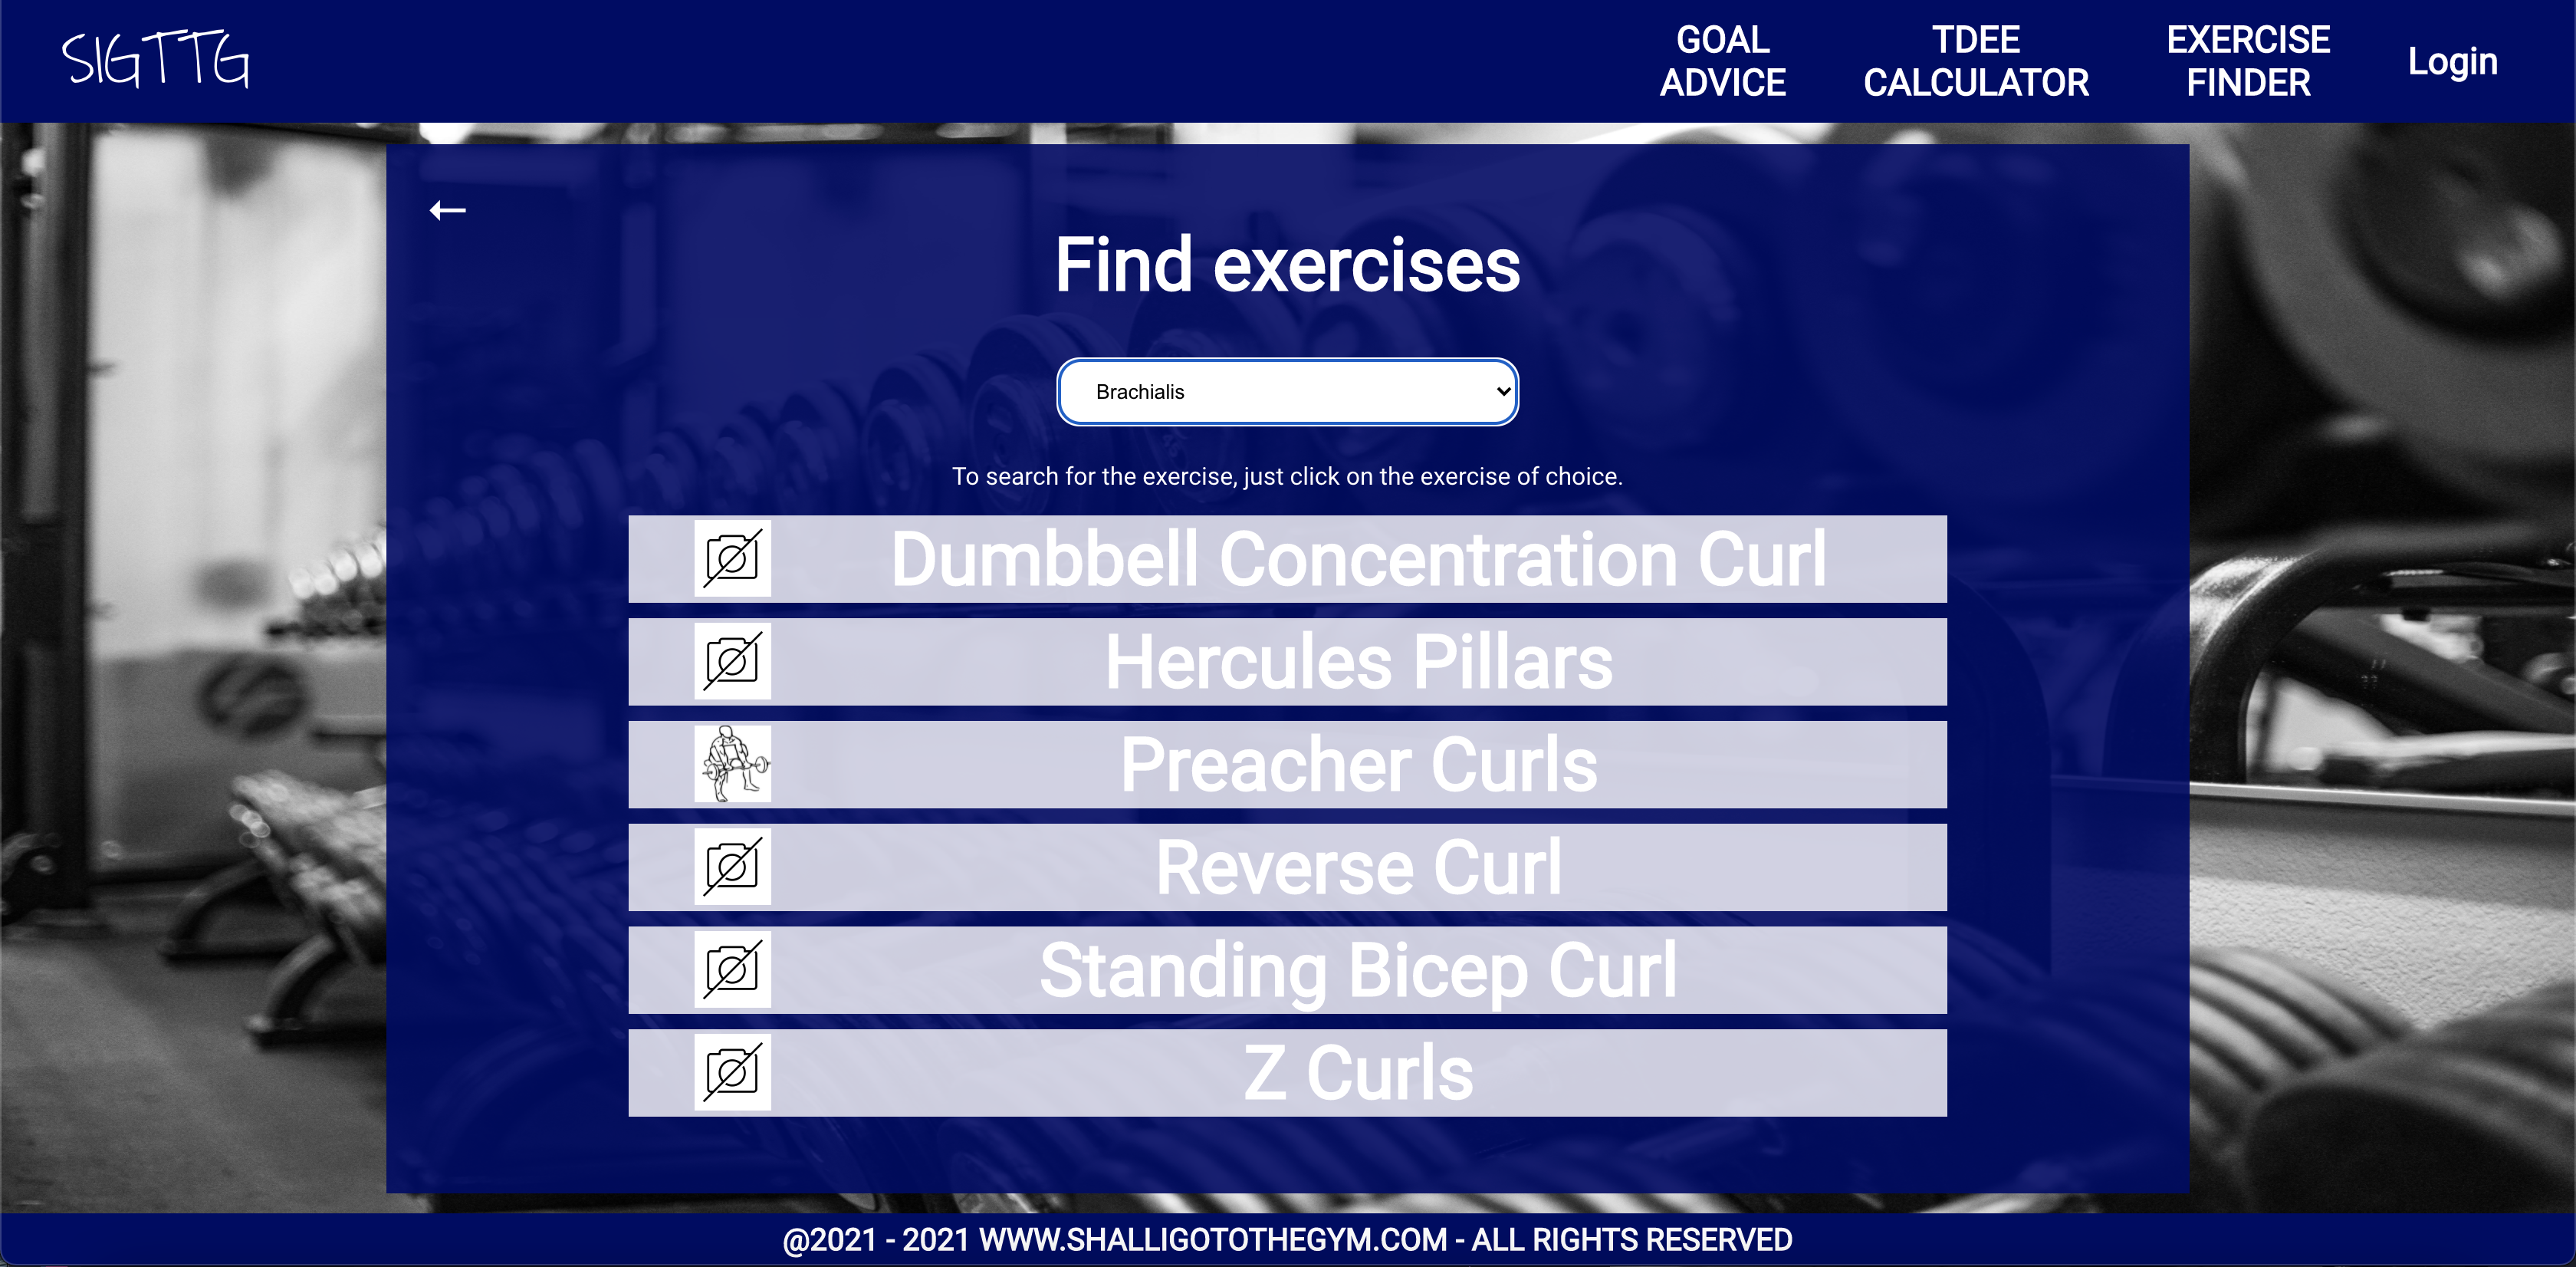 SIGTTG
GOAL
ADVICE
TDEE
CALCULATOR
EXERCISE
FINDER
Login
Find exercises
Brachialis
To search for the exercise, just click on the exercise of choice.
Dumbbell Concentration Curl
Hercules Pillars
Preacher Curls
Reverse Curl
Standing Bicep Curl
Z Curls
@2021 - 2021 WWW.SHALLIGOTOTHEGYM.COM - ALL RIGHTS RESERVED